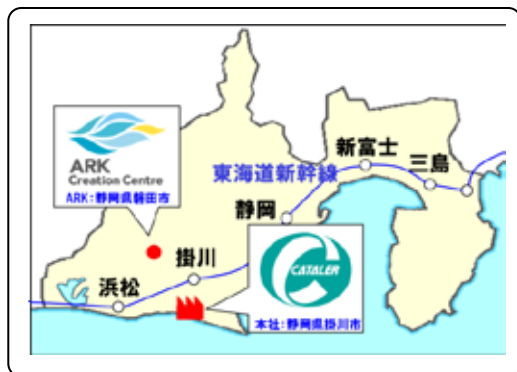 ARK
Creation Centre
ARK：静岡県磐田市
東海道新幹線
新富士
三島
静岡
掛川
浜松
CATALER
本社：静岡県掛川市